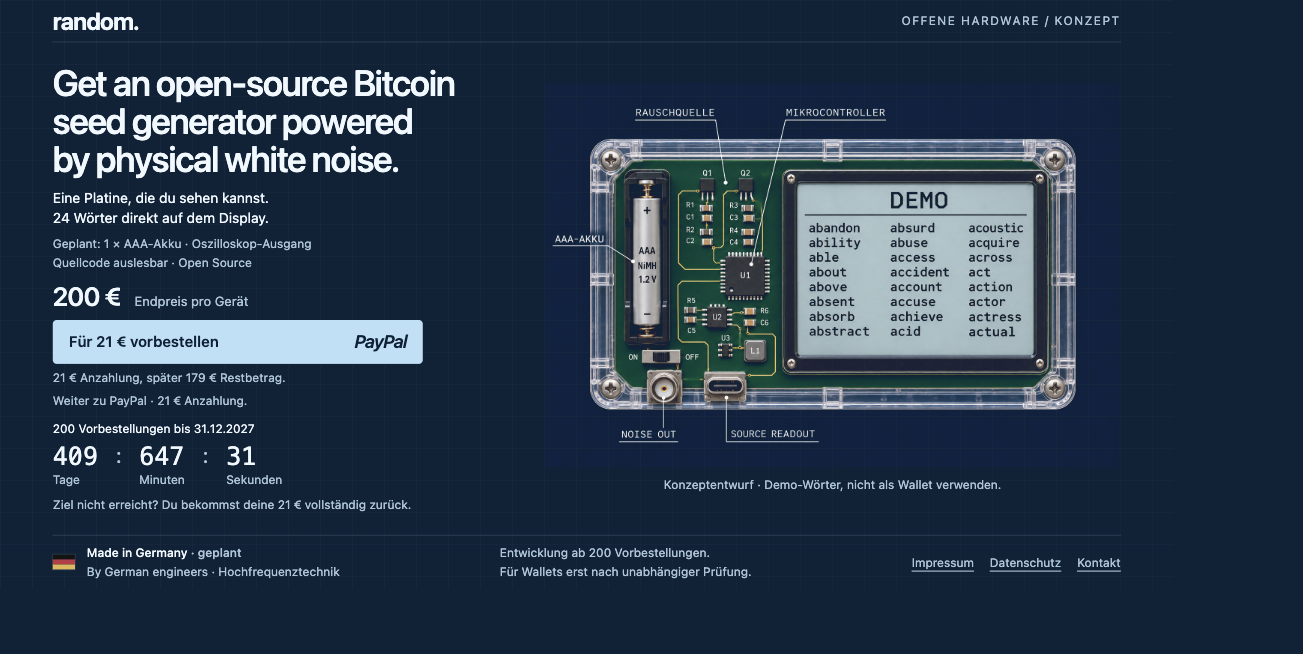 random.
OFFENE HARDWARE / KONZEPT
Get an open-source Bitcoin
seed generator powered
by physical white noise.
Eine Platine, die du sehen kannst.
24 Wörter direkt auf dem Display.
Geplant: 1 × AAA-Akku · Oszilloskop-Ausgang
Quellcode auslesbar · Open Source
200 € Endpreis pro Gerät
Für 21 € vorbestellen PayPal
21 € Anzahlung, später 179 € Restbetrag.
Weiter zu PayPal · 21 € Anzahlung.
200 Vorbestellungen bis 31.12.2027
409 : 647 : 31
Tage Minuten Sekunden
Ziel nicht erreicht? Du bekommst deine 21 € vollständig zurück.
RAUSCHQUELLE MIKROCONTROLLER
AAA-AKKU
+
AAA
NiMH
1.2 V
−
Q1 Q2
R1 R3
C1 C3
R2 R4
C2 C4
U1
R5 R6
U2
C5 C6
U3
L1
ON OFF
DEMO
abandon absurd acoustic
ability abuse acquire
able access across
about accident act
above account action
absent accuse actor
absorb achieve actress
abstract acid actual
NOISE OUT SOURCE READOUT
Konzeptentwurf · Demo-Wörter, nicht als Wallet verwenden.
Made in Germany · geplant
By German engineers · Hochfrequenztechnik
Entwicklung ab 200 Vorbestellungen.
Für Wallets erst nach unabhängiger Prüfung.
Impressum Datenschutz Kontakt